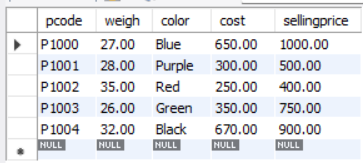 pcode weigh color cost sellingprice
P1000 27.00 Blue 650.00 1000.00
P1001 28.00 Purple 300.00 500.00
P1002 35.00 Red 250.00 400.00
P1003 26.00 Green 350.00 750.00
P1004 32.00 Black 670.00 900.00
NULL NULL NULL NULL NULL